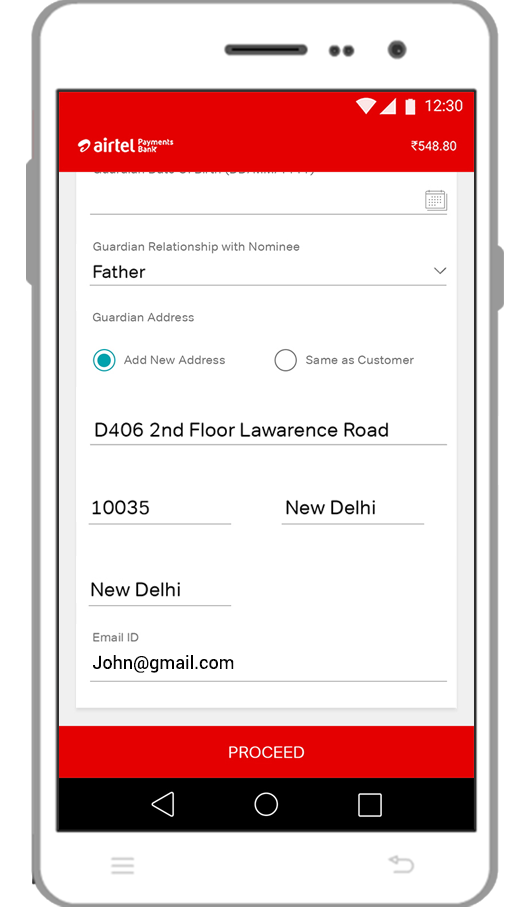 12:30
airtel Payments Bank
₹548.80
Guardian Relationship with Nominee
Father
Guardian Address
Add New Address
Same as Customer
D406 2nd Floor Lawarence Road
10035
New Delhi
New Delhi
Email ID
John@gmail.com
PROCEED